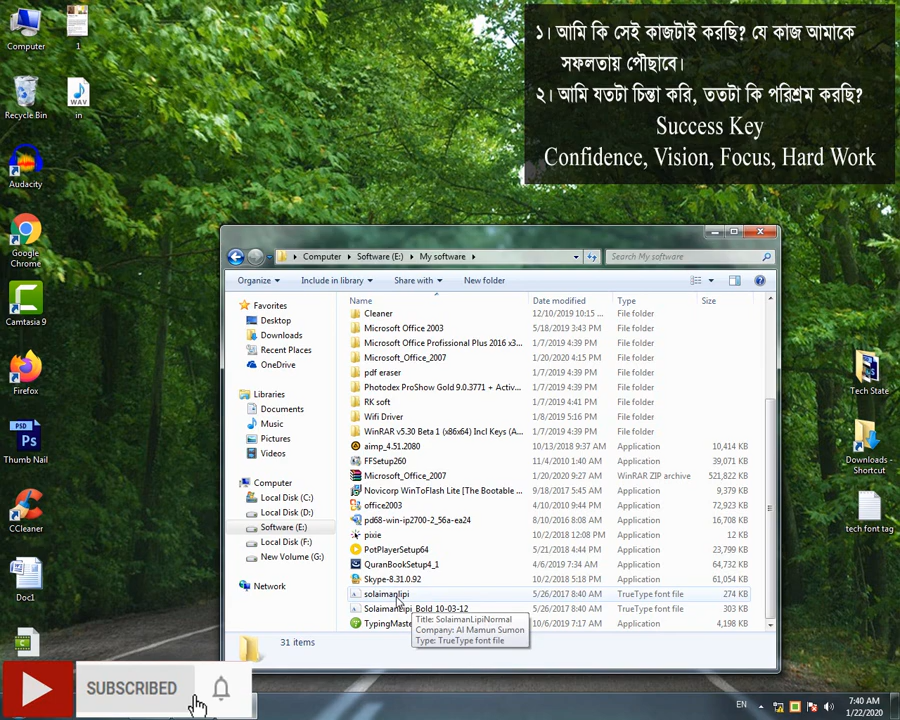 Computer
1
Recycle Bin
in
Audacity
Google
Chrome
Camtasia 9
Firefox
Thumb Nail
CCleaner
Doc1
১। আমি কি সেই কাজটাই করছি? যে কাজ আমাকে
সফলতায় পৌছাবে।
২। আমি যতটা চিন্তা করি, ততটা কি পরিশ্রম করছি?
Success Key
Confidence, Vision, Focus, Hard Work
Computer Software (E:) My software
Search My software
Organize Include in library Share with New folder
Favorites
Desktop
Downloads
Recent Places
OneDrive
Libraries
Documents
Music
Pictures
Videos
Computer
Local Disk (C:)
Local Disk (D:)
Software (E:)
Local Disk (F:)
New Volume (G:)
Network
Name Date modified Type Size
Cleaner 12/10/2019 10:15 ... File folder
Microsoft Office 2003 5/18/2019 3:43 PM File folder
Microsoft Office Profissional Plus 2016 x3... 1/7/2019 4:39 PM File folder
Microsoft_Office_2007 1/20/2020 4:15 PM File folder
pdf eraser 1/7/2019 4:39 PM File folder
Photodex ProShow Gold 9.0.3771 + Activ... 1/7/2019 4:39 PM File folder
RK soft 1/7/2019 4:41 PM File folder
Wifi Driver 1/8/2019 5:16 PM File folder
WinRAR v5.30 Beta 1 (x86x64) Incl Keys (A... 1/7/2019 4:39 PM File folder
aimp_4.51.2080 10/13/2018 9:37 AM Application 10,414 KB
FFSetup260 11/4/2010 1:40 AM Application 39,071 KB
Microsoft_Office_2007 1/20/2020 9:27 AM WinRAR ZIP archive 521,822 KB
Novicorp WinToFlash Lite [The Bootable ... 9/18/2017 5:45 AM Application 9,379 KB
office2003 4/10/2010 9:44 PM Application 72,923 KB
pd68-win-ip2700-2_56a-ea24 8/10/2016 8:08 AM Application 16,708 KB
pixie 10/2/2018 12:08 PM Application 12 KB
PotPlayerSetup64 5/21/2018 4:44 PM Application 23,799 KB
QuranBookSetup4_1 4/6/2019 7:34 AM Application 64,732 KB
Skype-8.31.0.92 10/2/2018 5:18 PM Application 61,054 KB
solaimanlipi 5/26/2017 8:40 AM TrueType font file 274 KB
SolaimanLipi_Bold_10-03-12 5/26/2017 8:40 AM TrueType font file 303 KB
TypingMaste 10/6/2019 7:17 AM Application 4,198 KB
Title: SolaimanLipiNormal
Company: Al Mamun Sumon
Type: TrueType font file
31 items
Tech State
Downloads -
Shortcut
tech font tag
SUBSCRIBED
EN
7:40 AM
1/22/2020